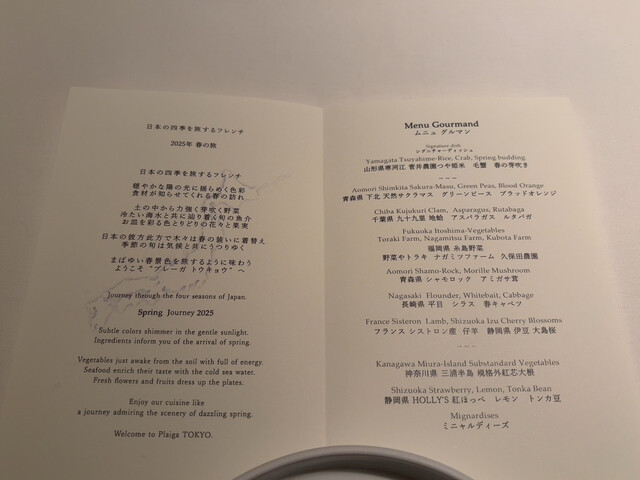 日本の四季を旅するフレンチ
2025年 春の旅
日本の四季を旅するフレンチ
穏やかな陽の光に揺らめく色彩
食材が知らせてくれる春の訪れ
土の中から力強く芽吹く野菜
冷たい海水と共に辿り着く旬の魚介
お皿を彩る色とりどりの花々と果実
日本の彼方此方で木々は春の装いに着替え
季節の旬は気候と共にうつりゆく
まばゆい春景色を旅するように味わう
ようこそ "プレーガ トウキョウ" へ
Journey through the four seasons of Japan.
Spring Journey 2025
Subtle colors shimmer in the gentle sunlight.
Ingredients inform you of the arrival of spring.
Vegetables just awake from the soil with full of energy.
Seafood enrich their taste with the cold sea water.
Fresh flowers and fruits dress up the plates.
Enjoy our cuisine like
a journey admiring the scenery of dazzling spring.
Welcome to Plaiga TOKYO.
Menu Gourmand
ムニュ グルマン
Signature dish
シグニチャーディッシュ
Yamagata Tsuyahime-Rice, Crab, Spring budding
山形県寒河江 菅井農園つや姫米 毛蟹 春の芽吹き
~~~
Aomori Shimkita Sakura-Masu, Green Peas, Blood Orange
青森県 下北 天然サクラマス グリーンピース ブラッドオレンジ
Chiba Kujukuri Clam, Asparagus, Rutabaga
千葉県 九十九里 地蛤 アスパラガス ルタバガ
Fukuoka Itoshima-Vegetables
Toraki Farm, Nagamitsu Farm, Kubota Farm
福岡県 糸島野菜
野菜やトラキ ナガミツファーム 久保田農園
Aomori Shamo-Rock, Morille Mushroom
青森県 シャモロック アミガサ茸
Nagasaki Flounder, Whitebait, Cabbage
長崎県 平目 シラス 春キャベツ
France Sisteron Lamb, Shizuoka Izu Cherry Blossoms
フランス シストロン産 仔羊 静岡県 伊豆 大島桜
~~~
Kanagawa Miura-Island Substandard Vegetables
神奈川県 三浦半島 規格外紅芯大根
Shizuoka Strawberry, Lemon, Tonka Bean
静岡県 HOLLY'S 紅ほっぺ レモン トンカ豆
Mignardises
ミニャルディーズ